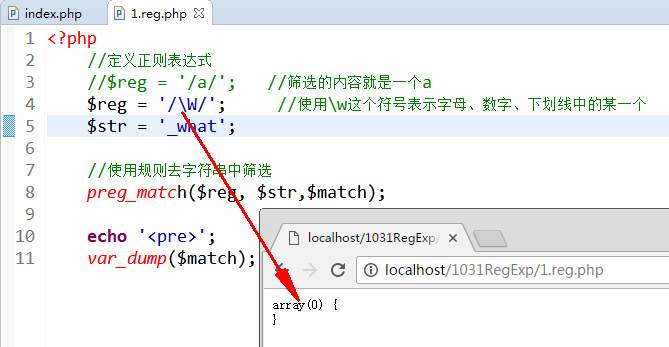 index.php
1.reg.php
1 <?php
2 //定义正则表达式
3 //$reg = '/a/'; //筛选的内容就是一个a
4 $reg = '/\W/'; //使用\w这个符号表示字母、数字、下划线中的某一个
5 $str = '_what';
6
7 //使用规则去字符串中筛选
8 preg_match($reg, $str,$match);
9
10 echo '<pre>';
11 var_dump($match);
localhost/1031RegExp/
localhost/1031RegExp/1.reg.php
array(0) {
}